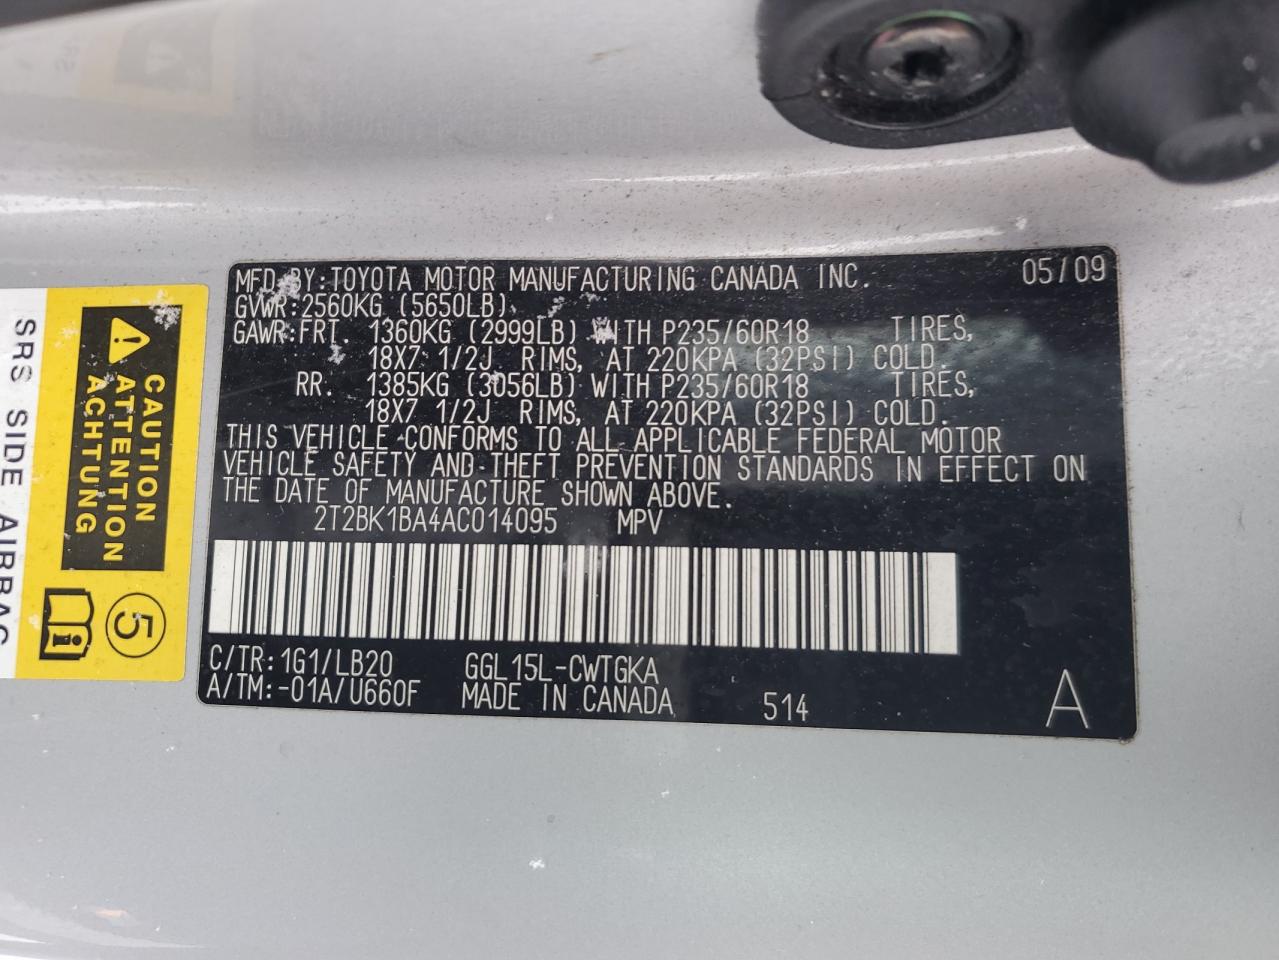 MFD BY:TOYOTA MOTOR MANUFACTURING CANADA INC. 05/09
GVWR:2560KG (5650LB)
GAWR:FRT. 1360KG (2999LB) WITH P235/60R18 TIRES,
18X7 1/2J RIMS, AT 220KPA (32PSI) COLD.
RR. 1385KG (3056LB) WITH P235/60R18 TIRES,
18X7 1/2J RIMS, AT 220KPA (32PSI) COLD.
THIS VEHICLE CONFORMS TO ALL APPLICABLE FEDERAL MOTOR
VEHICLE SAFETY AND THEFT PREVENTION STANDARDS IN EFFECT ON
THE DATE OF MANUFACTURE SHOWN ABOVE.
2T2BK1BA4AC014095 MPV
C/TR:1G1/LB20 GGL15L-CWTGKA
A/TM:-01A/U660F MADE IN CANADA 514 A
CAUTION
ATTENTION
ACHTUNG
5
SRS SIDE AIRBAG